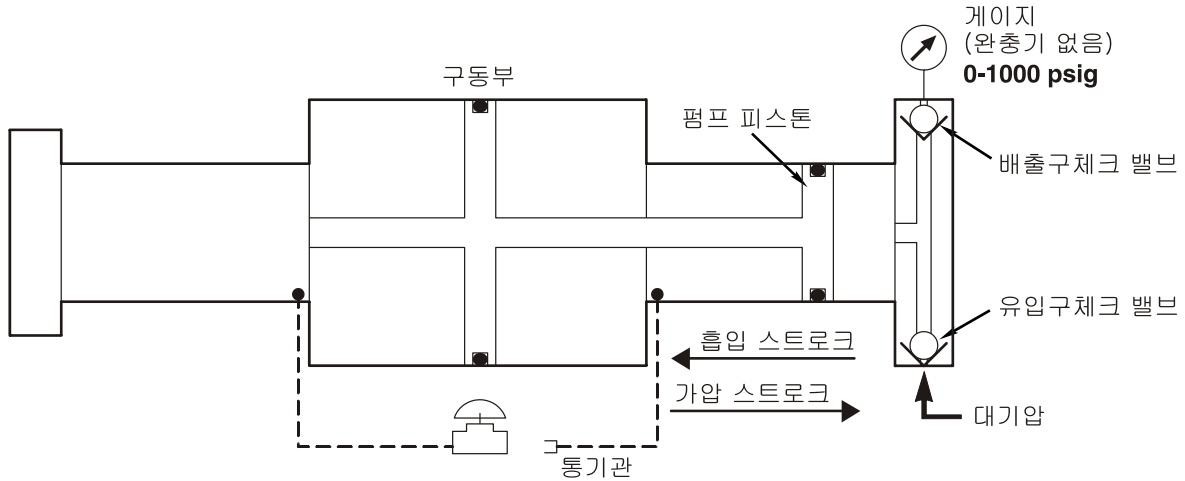 게이지
(완충기 없음)
0-1000 psig
구동부
펌프 피스톤
배출구체크 밸브
유입구체크 밸브
흡입 스트로크
가압 스트로크
대기압
통기관